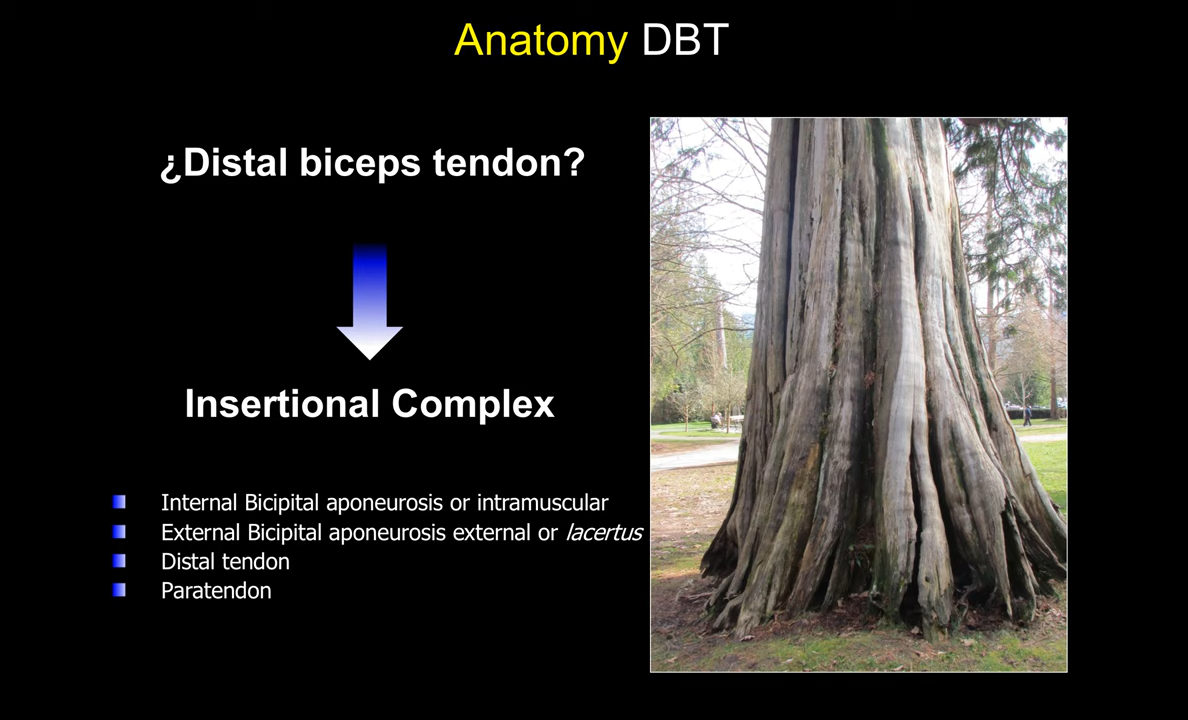 Anatomy DBT
¿Distal biceps tendon?
Insertional Complex
Internal Bicipital aponeurosis or intramuscular
External Bicipital aponeurosis external or lacertus
Distal tendon
Paratendon